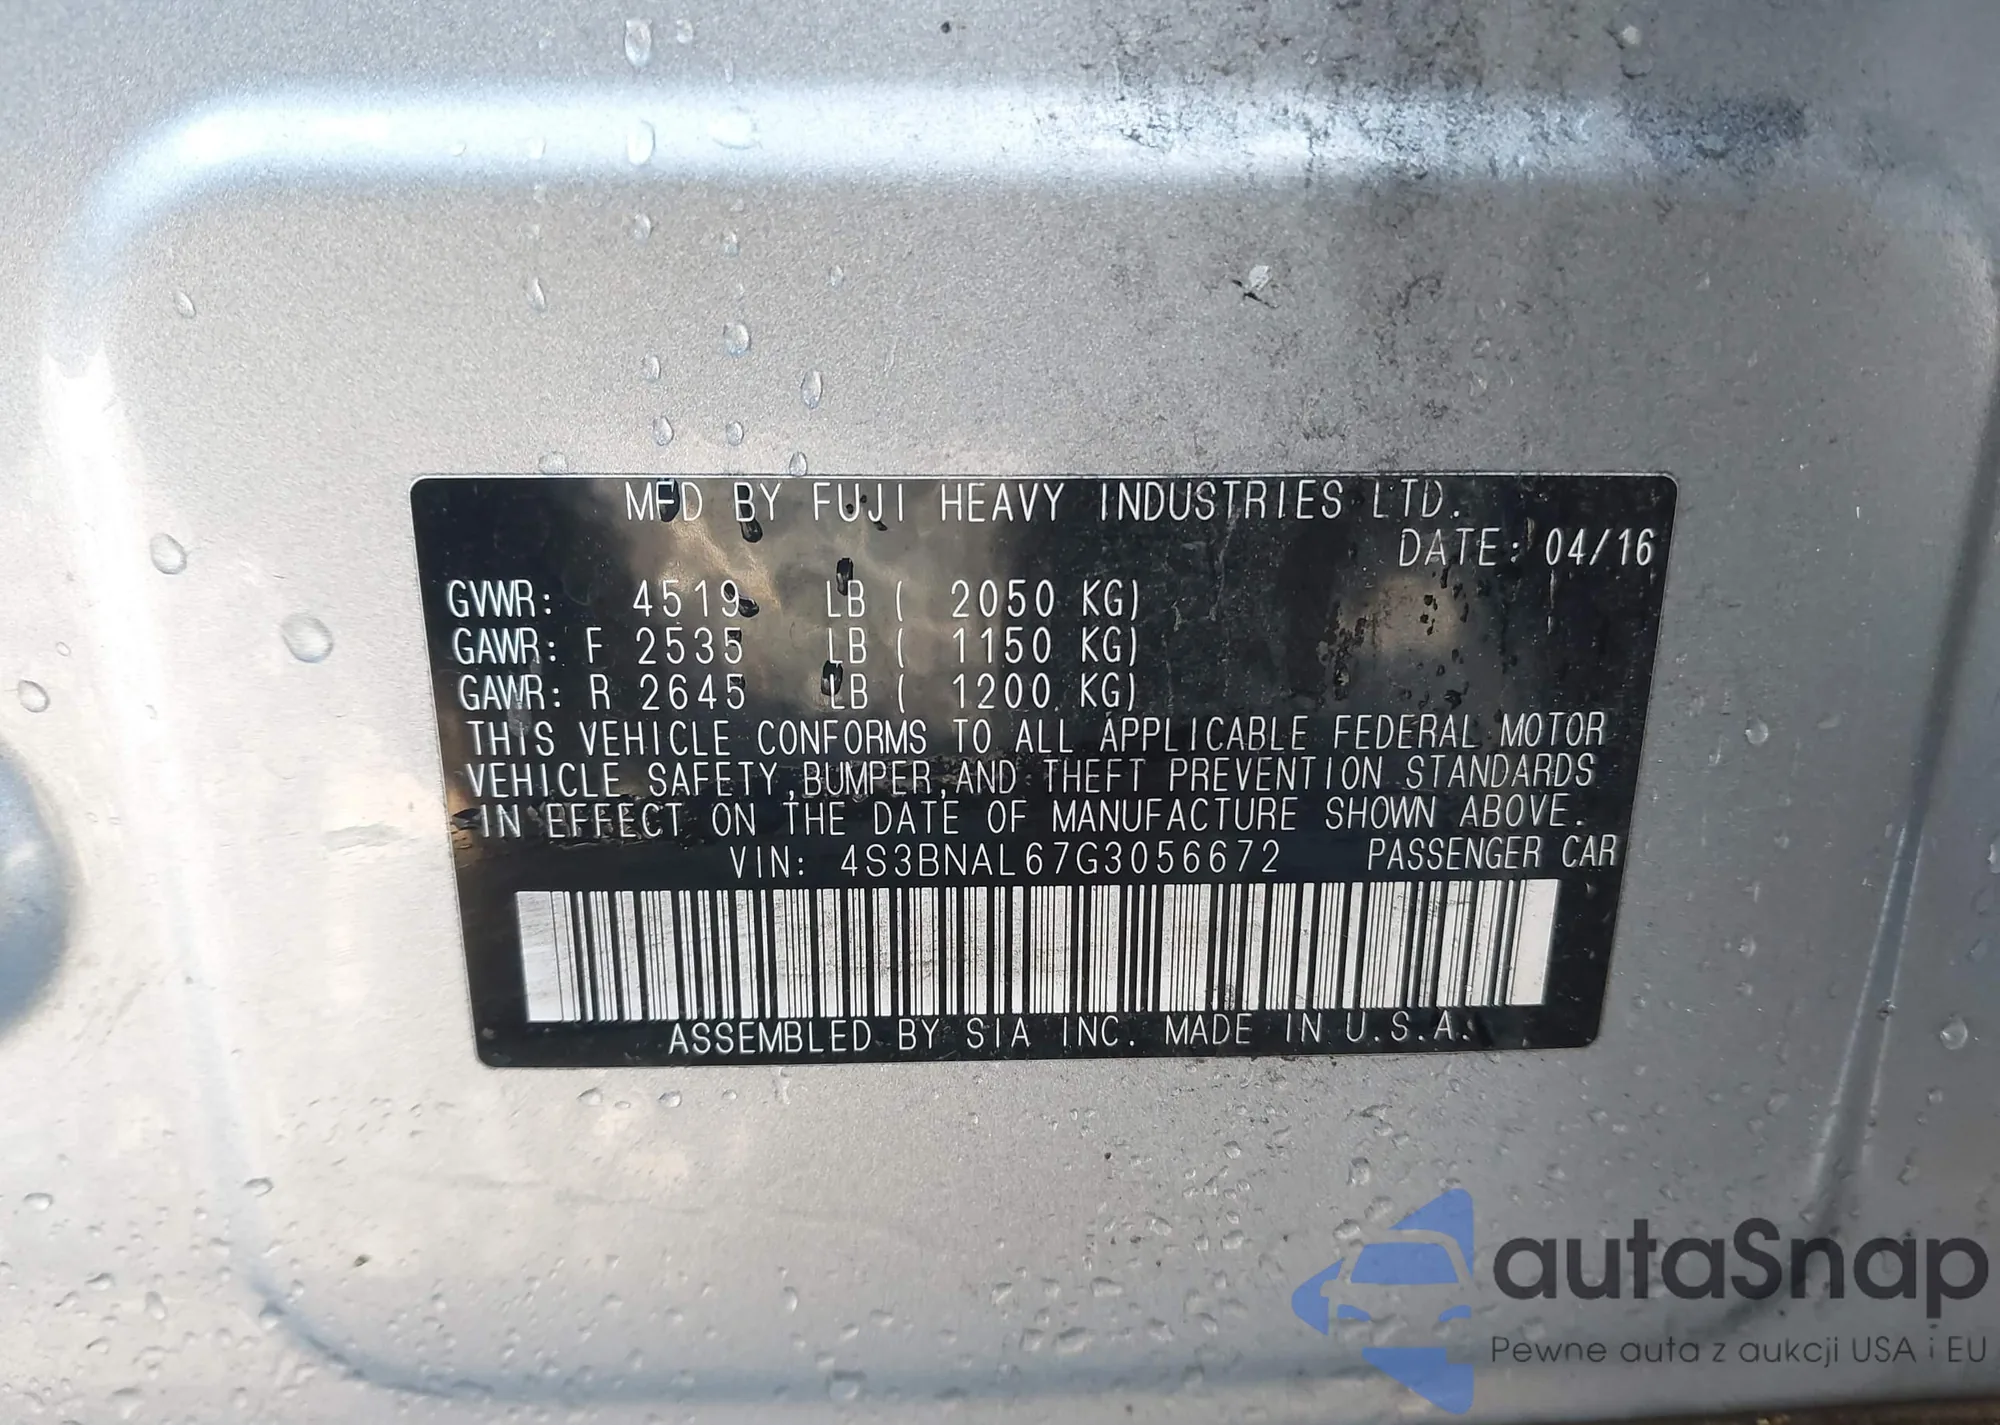 MFD BY FUJI HEAVY INDUSTRIES LTD.
DATE: 04/16
GVWR: 4519 LB ( 2050 KG)
GAWR: F 2535 LB ( 1150 KG)
GAWR: R 2645 LB ( 1200 KG)
THIS VEHICLE CONFORMS TO ALL APPLICABLE FEDERAL MOTOR
VEHICLE SAFETY,BUMPER,AND THEFT PREVENTION STANDARDS
IN EFFECT ON THE DATE OF MANUFACTURE SHOWN ABOVE.
VIN: 4S3BNAL67G3056672 PASSENGER CAR
ASSEMBLED BY SIA INC. MADE IN U.S.A.
autaSnap
Pewne auta z aukcji USA i EU